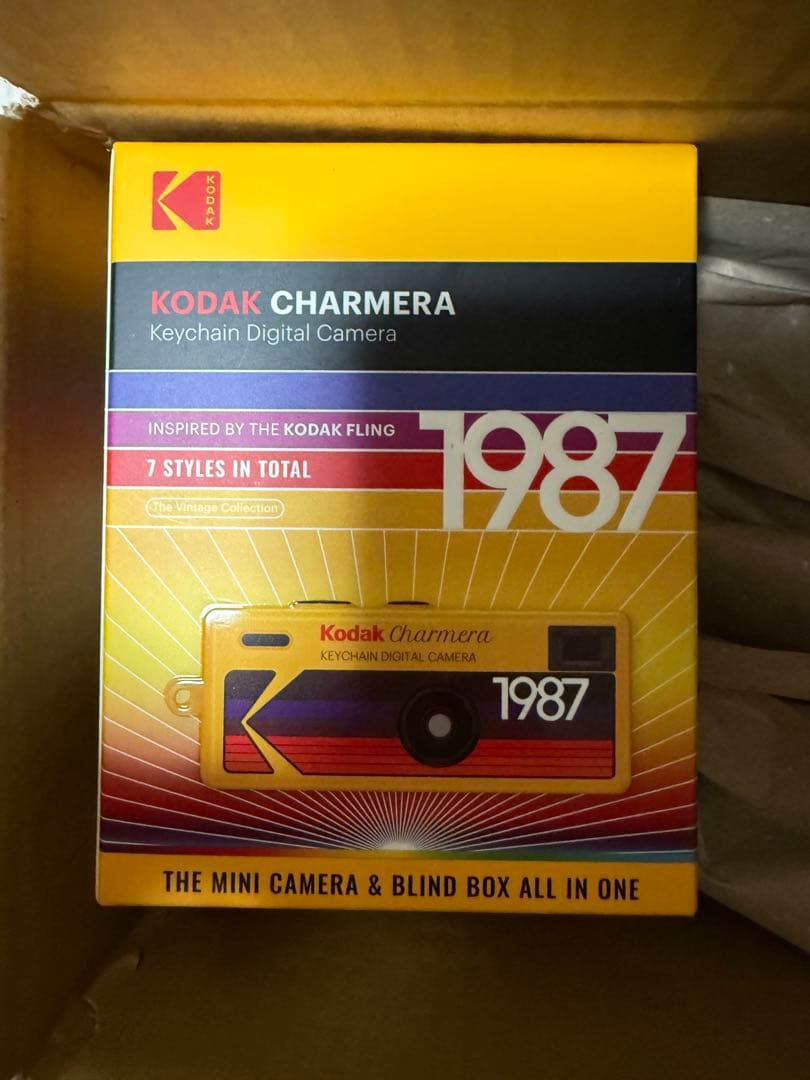 KODAK
KODAK CHARMERA
Keychain Digital Camera
INSPIRED BY THE KODAK FLING
1987
7 STYLES IN TOTAL
The Vintage Collection
Kodak Charmera
KEYCHAIN DIGITAL CAMERA
1987
THE MINI CAMERA & BLIND BOX ALL IN ONE